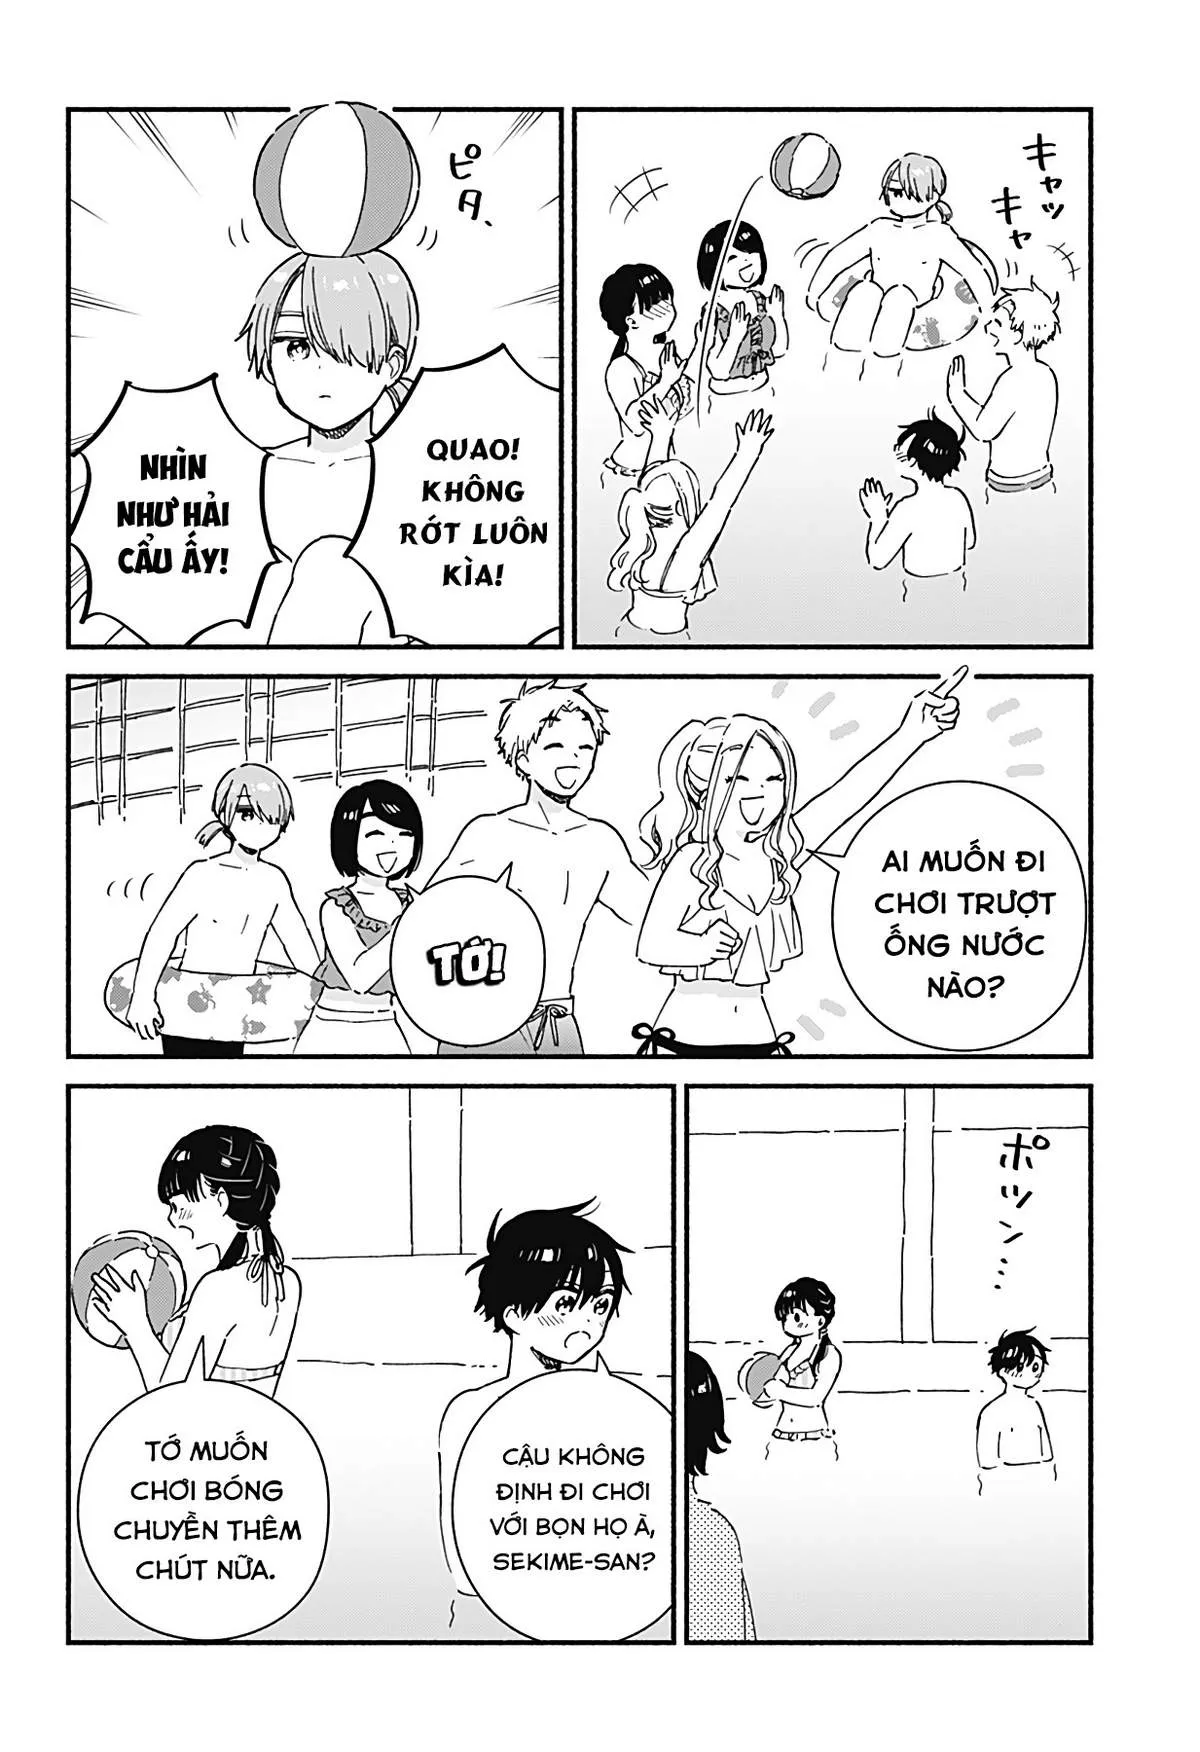 キャッ
キャ
ピタ、
QUAO!
KHÔNG
RỚT LUÔN
KÌA!
NHÌN
NHƯ HẢI
CẨU ẤY!
AI MUỐN ĐI
CHƠI TRƯỢT
ỐNG NƯỚC
NÀO?
TỚ!
ポツン…
CẬU KHÔNG
ĐỊNH ĐI CHƠI
VỚI BỌN HỌ À,
SEKIME-SAN?
TỚ MUỐN
CHƠI BÓNG
CHUYỀN THÊM
CHÚT NỮA.